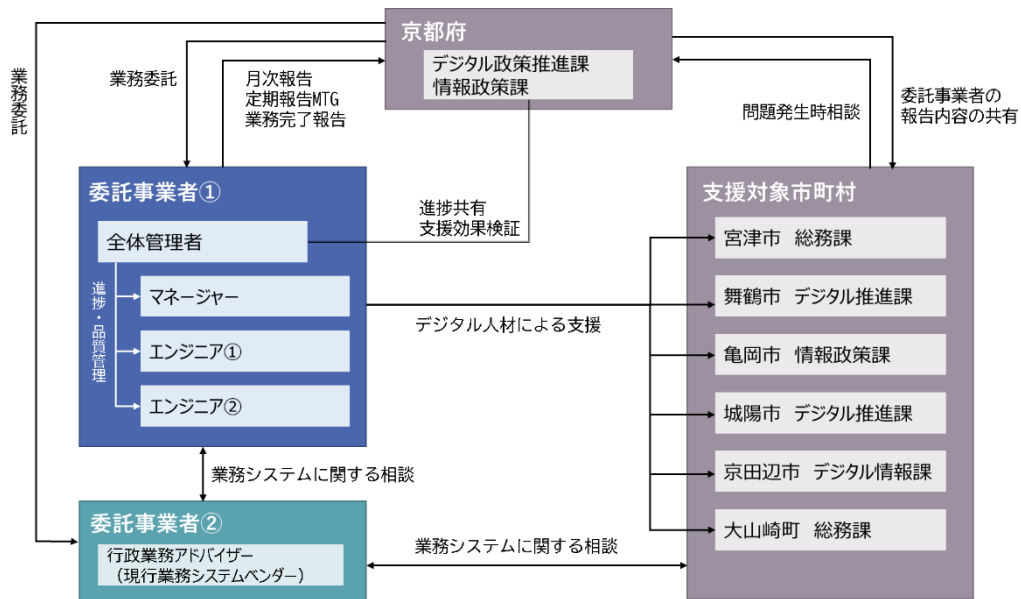 京都府
デジタル政策推進課
情報政策課
業務委託
業務委託
月次報告
定期報告MTG
業務完了報告
問題発生時相談
委託事業者の
報告内容の共有
委託事業者①
全体管理者
進捗・品質管理
マネージャー
エンジニア①
エンジニア②
進捗共有
支援効果検証
デジタル人材による支援
支援対象市町村
宮津市 総務課
舞鶴市 デジタル推進課
亀岡市 情報政策課
城陽市 デジタル推進課
京田辺市 デジタル情報課
大山崎町 総務課
業務システムに関する相談
委託事業者②
行政業務アドバイザー
（現行業務システムベンダー）
業務システムに関する相談